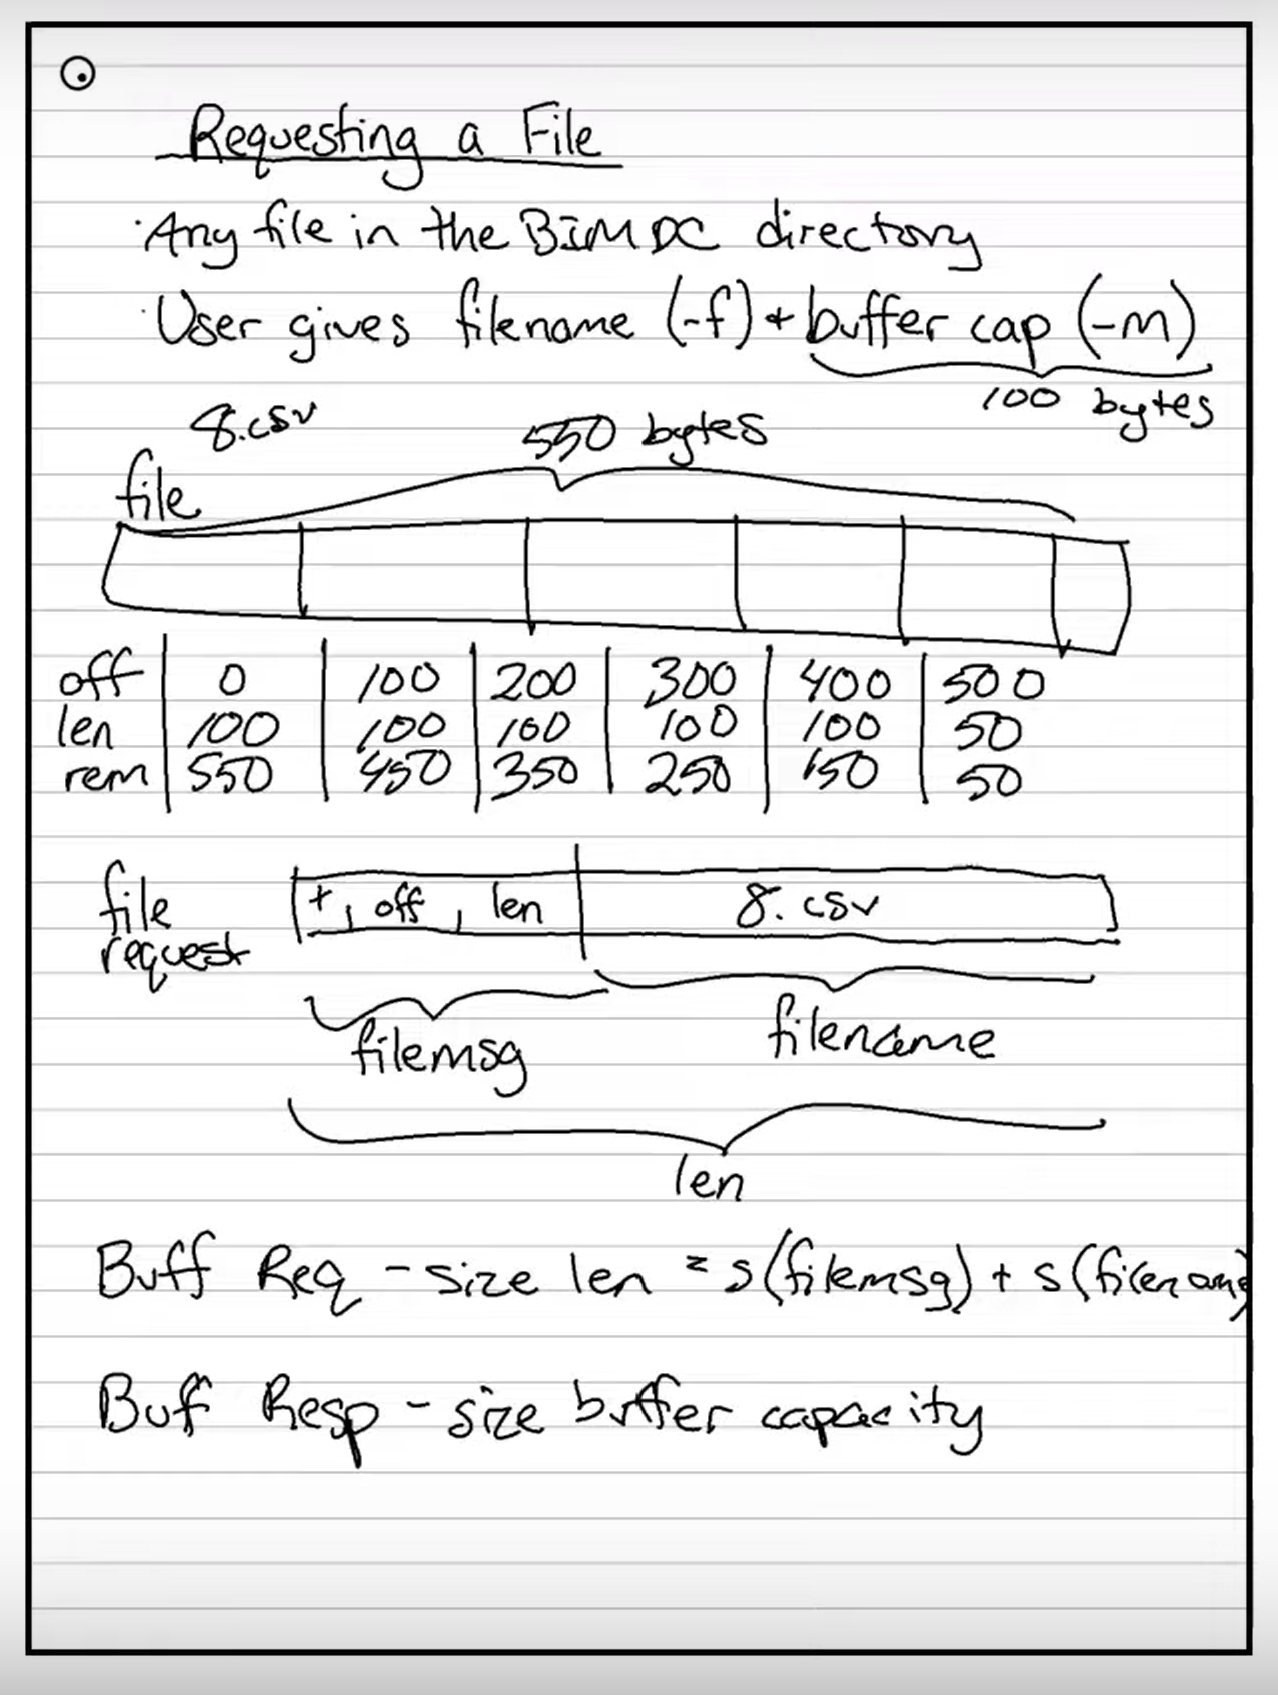 Requesting a File
· Any file in the BIMDC directory
· User gives filename (-f) + buffer cap (-m)
100 bytes
8.csv
550 bytes
file
off 0 100 200 300 400 500
len 100 100 100 100 100 50
rem 550 450 350 250 150 50
file request
t, off, len 8.csv
filemsg filename
len
Buff Req - size len = s(filemsg) + s(filename)
Buff Resp - size buffer capacity